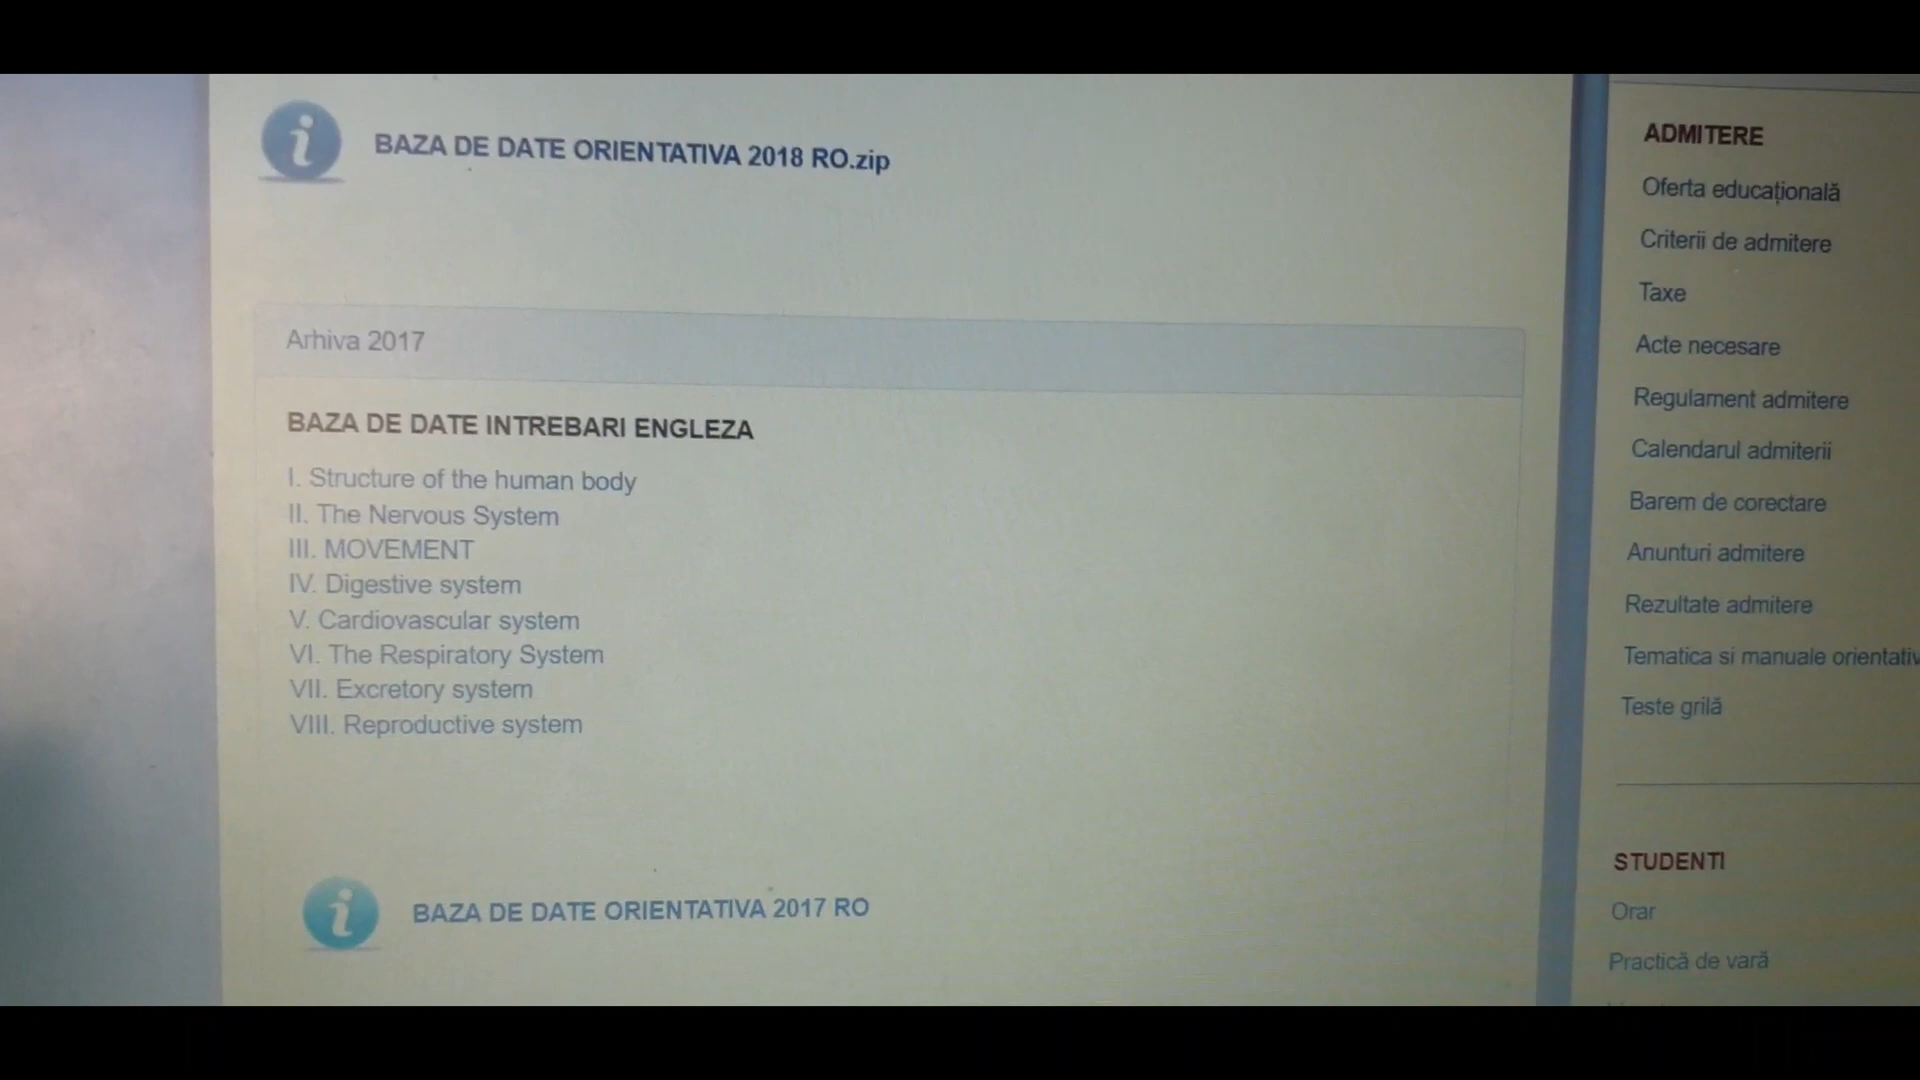 BAZA DE DATE ORIENTATIVA 2018 RO.zip
Arhiva 2017
BAZA DE DATE INTREBARI ENGLEZA
I. Structure of the human body
II. The Nervous System
III. MOVEMENT
IV. Digestive system
V. Cardiovascular system
VI. The Respiratory System
VII. Excretory system
VIII. Reproductive system
BAZA DE DATE ORIENTATIVA 2017 RO
ADMITERE
Oferta educațională
Criterii de admitere
Taxe
Acte necesare
Regulament admitere
Calendarul admiterii
Barem de corectare
Anunturi admitere
Rezultate admitere
Tematica si manuale orientativ
Teste grilă
STUDENTI
Orar
Practică de vară